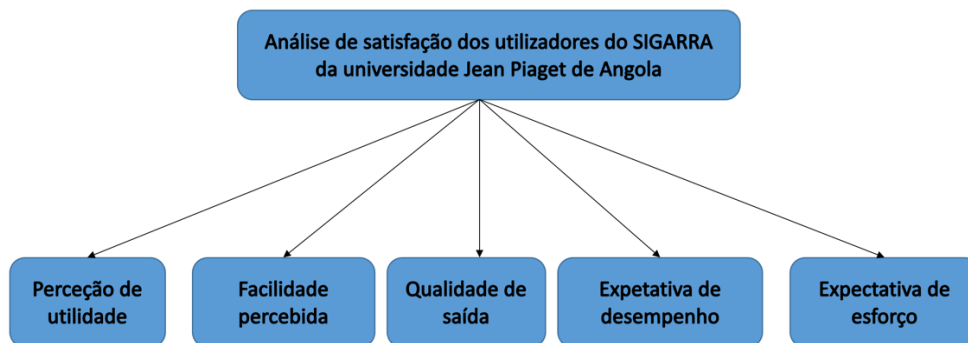 Análise de satisfação dos utilizadores do SIGARRA
da universidade Jean Piaget de Angola
Perceção de
utilidade
Facilidade
percebida
Qualidade de
saída
Expetativa de
desempenho
Expectativa de
esforço